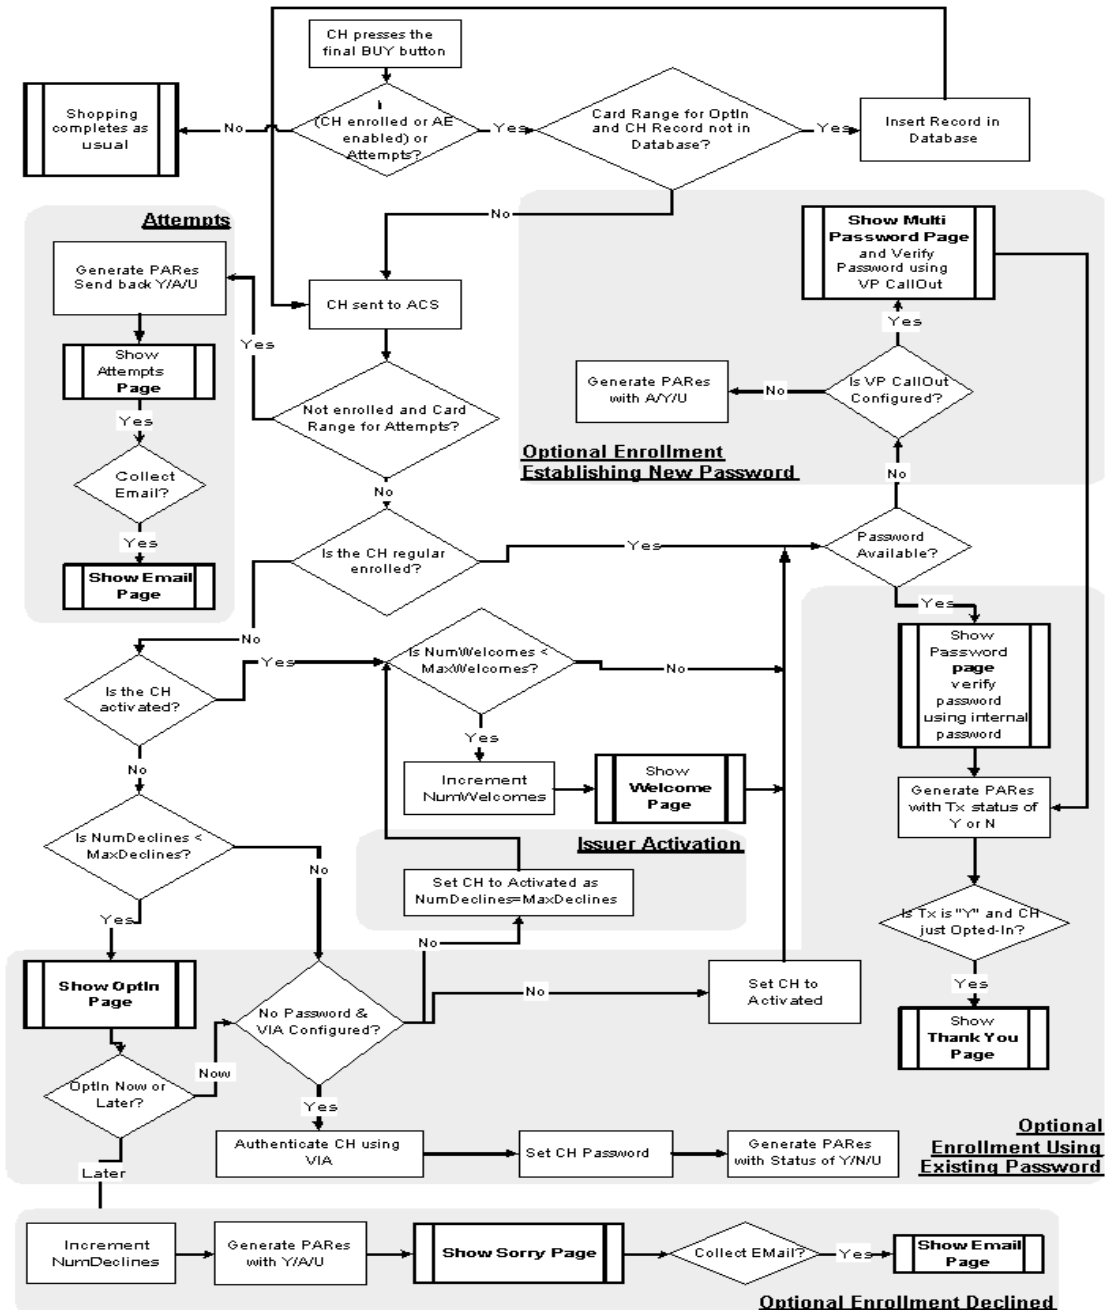 CH presses the
final BUY button
Shopping
completes as
usual
No
(CH enrolled or AE
enabled) or
Attempts?
Yes
Card Range for OptIn
and CH Record not in
Database?
Yes
Insert Record in
Database
No
Attempts
Generate PARes
Send back Y/A/U
Yes
Show
Attempts
Page
Yes
Collect
Email?
Yes
Show Email
Page
CH sent to ACS
Not enrolled and Card
Range for Attempts?
No
Show Multi
Password Page
and Verify
Password using
VP CallOut
Yes
Is VP CallOut
Configured?
No
Generate PARes
with A/Y/U
Optional Enrollment
Establishing New Password
No
Is the CH regular
enrolled?
Yes
Password
Available?
No
Yes
Is the CH
activated?
Yes
Is NumWelcomes <
MaxWelcomes?
No
Yes
Increment
NumWelcomes
Show
Welcome
Page
Show
Password
page
verify
password
using internal
password
Generate PARes
with Tx status of
Y or N
No
Is NumDeclines <
MaxDeclines?
No
Yes
Issuer Activation
Set CH to Activated as
NumDeclines=MaxDeclines
No
Is Tx is "Y" and CH
just Opted-In?
Yes
Show
Thank You
Page
Show OptIn
Page
No Password &
VIA Configured?
No
Set CH to
Activated
OptIn Now or
Later?
Now
Yes
Later
Authenticate CH using
VIA
Set CH Password
Generate PARes
with Status of Y/N/U
Optional
Enrollment Using
Existing Password
Increment
NumDeclines
Generate PARes
with Y/A/U
Show Sorry Page
Collect EMail?
Yes
Show Email
Page
Optional Enrollment Declined